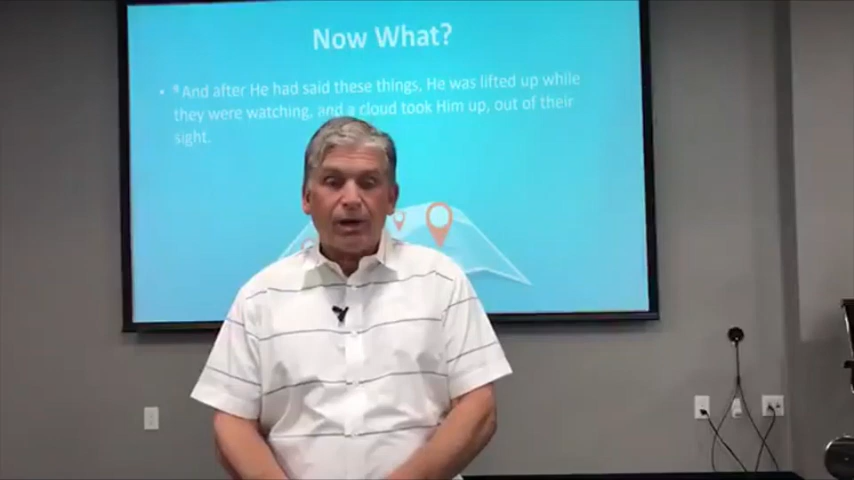 Now What?
• ⁹ And after He had said these things, He was lifted up while
they were watching, and a cloud took Him up, out of their
sight.